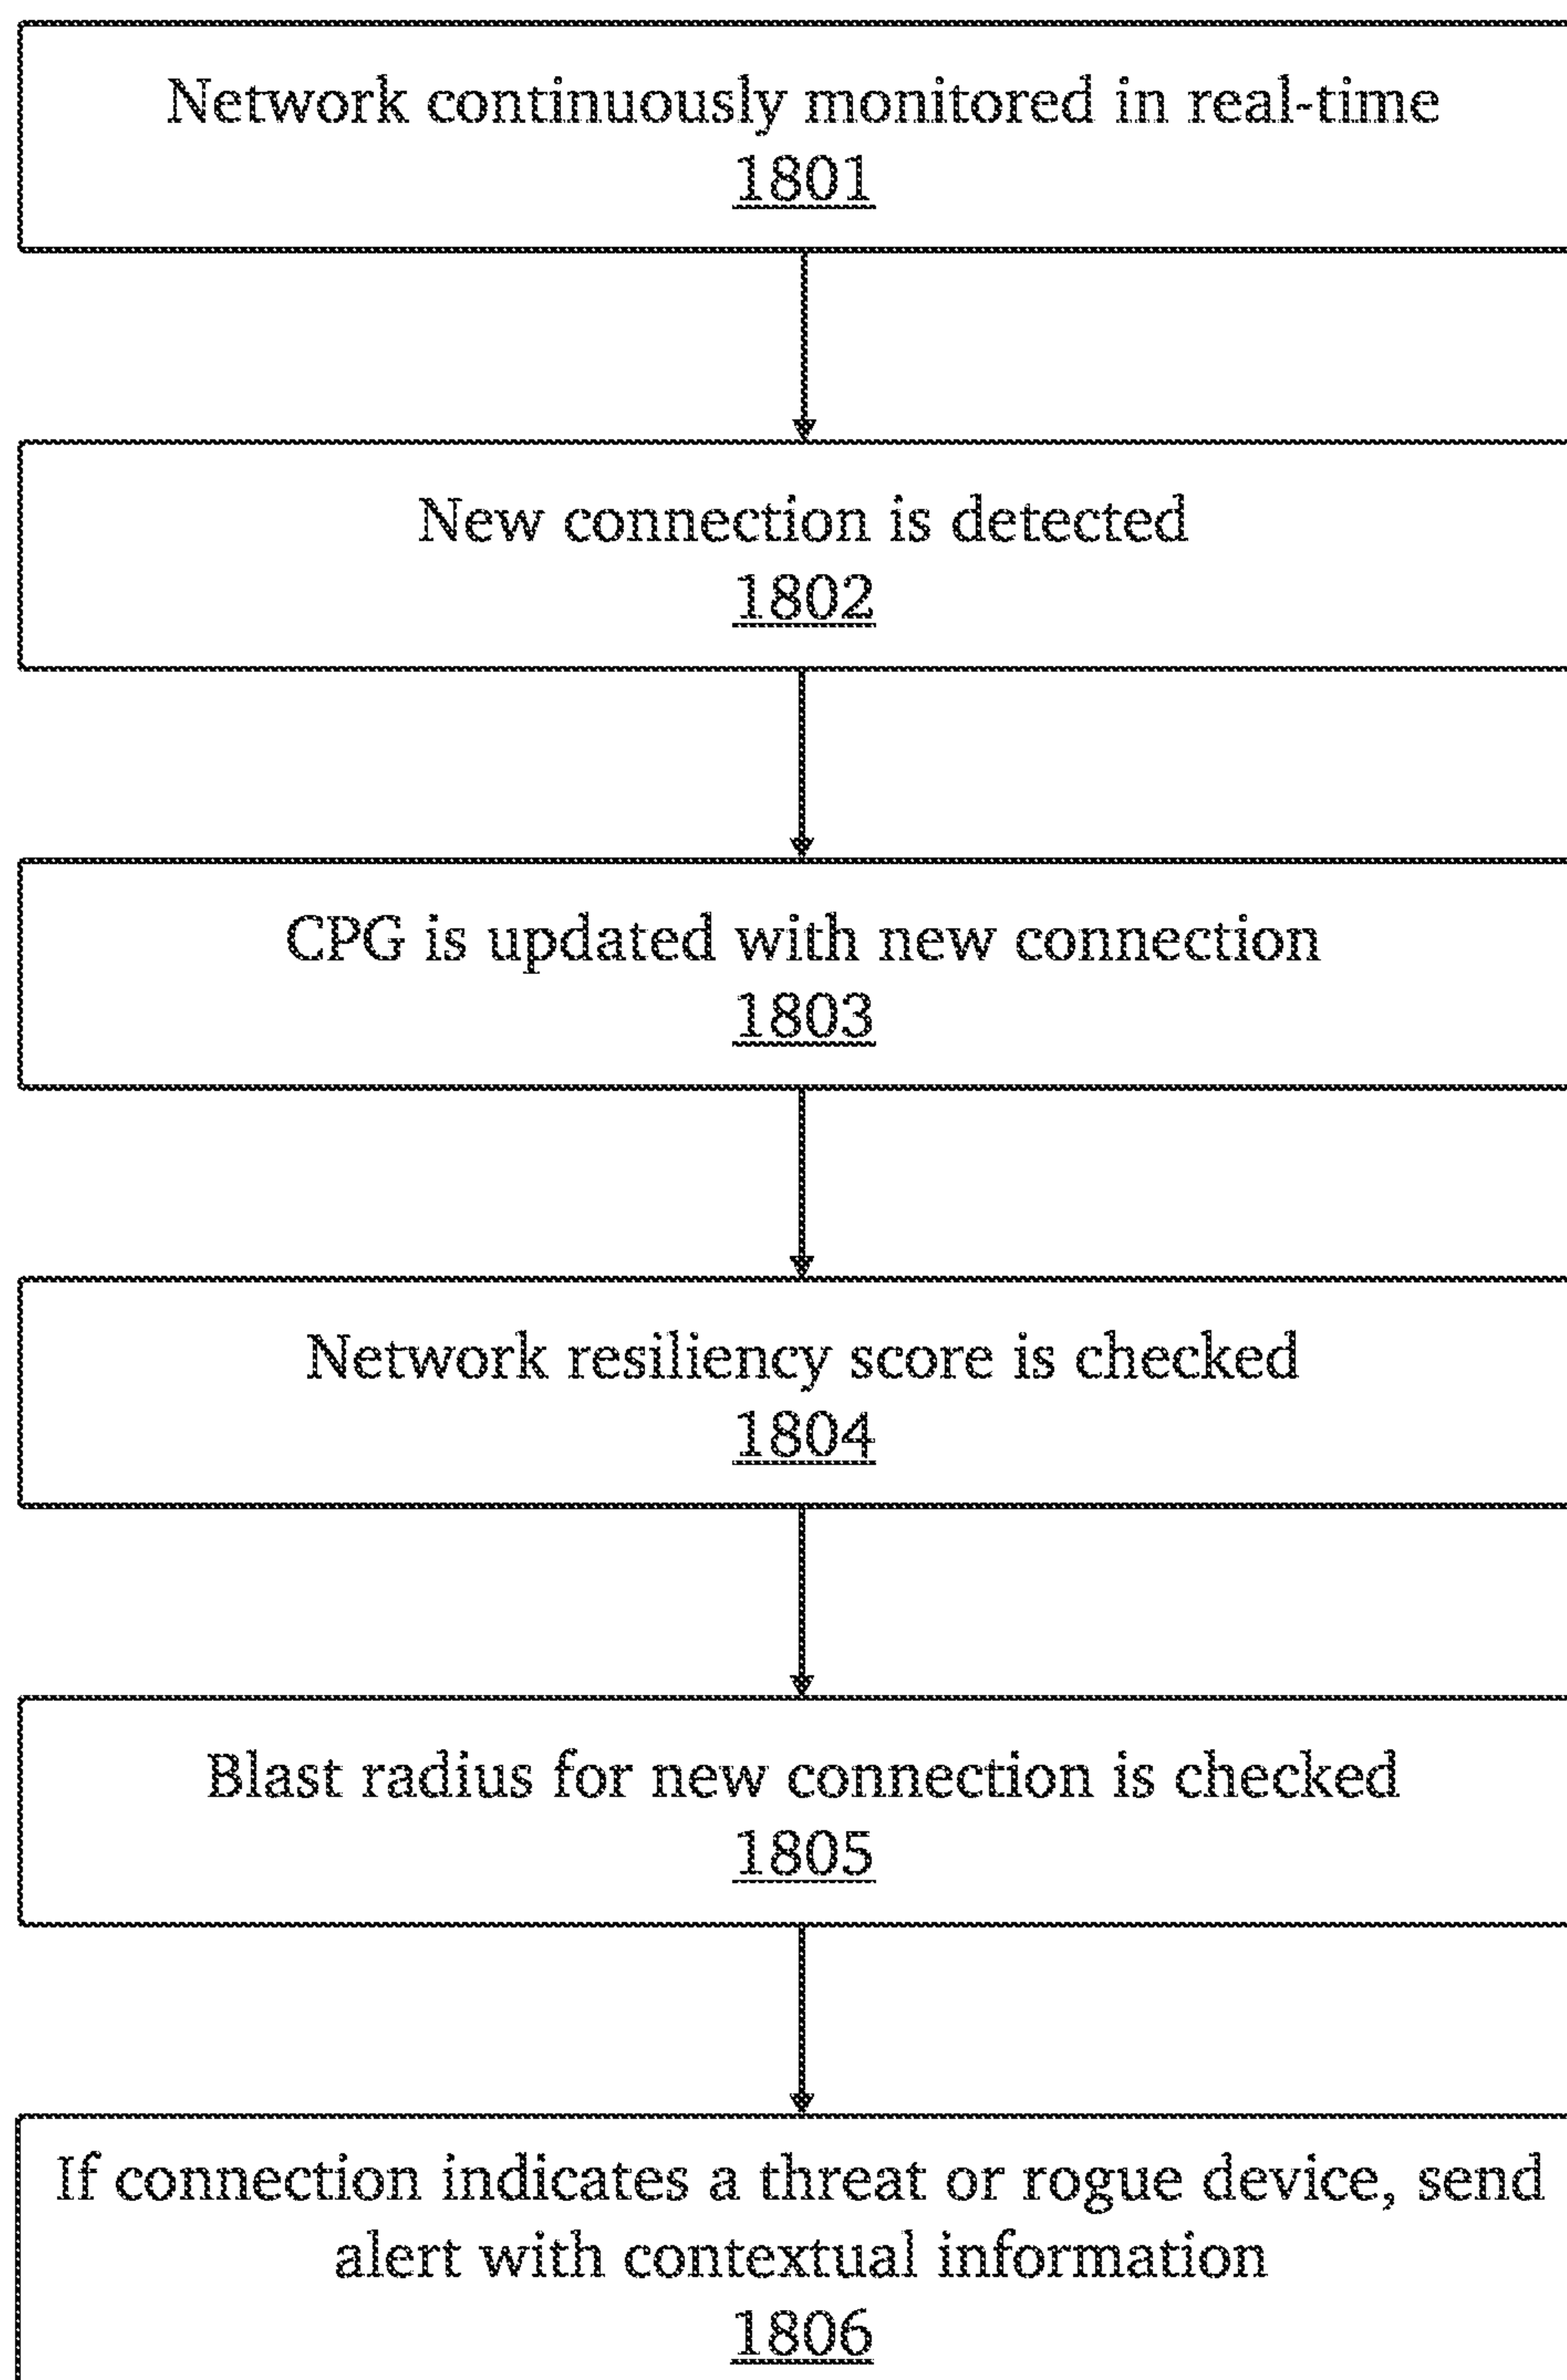 Network continuously monitored in real-time
1801
New connection is detected
1802
CPG is updated with new connection
1803
Network resiliency score is checked
1804
Blast radius for new connection is checked
1805
If connection indicates a threat or rogue device, send
alert with contextual information
1806